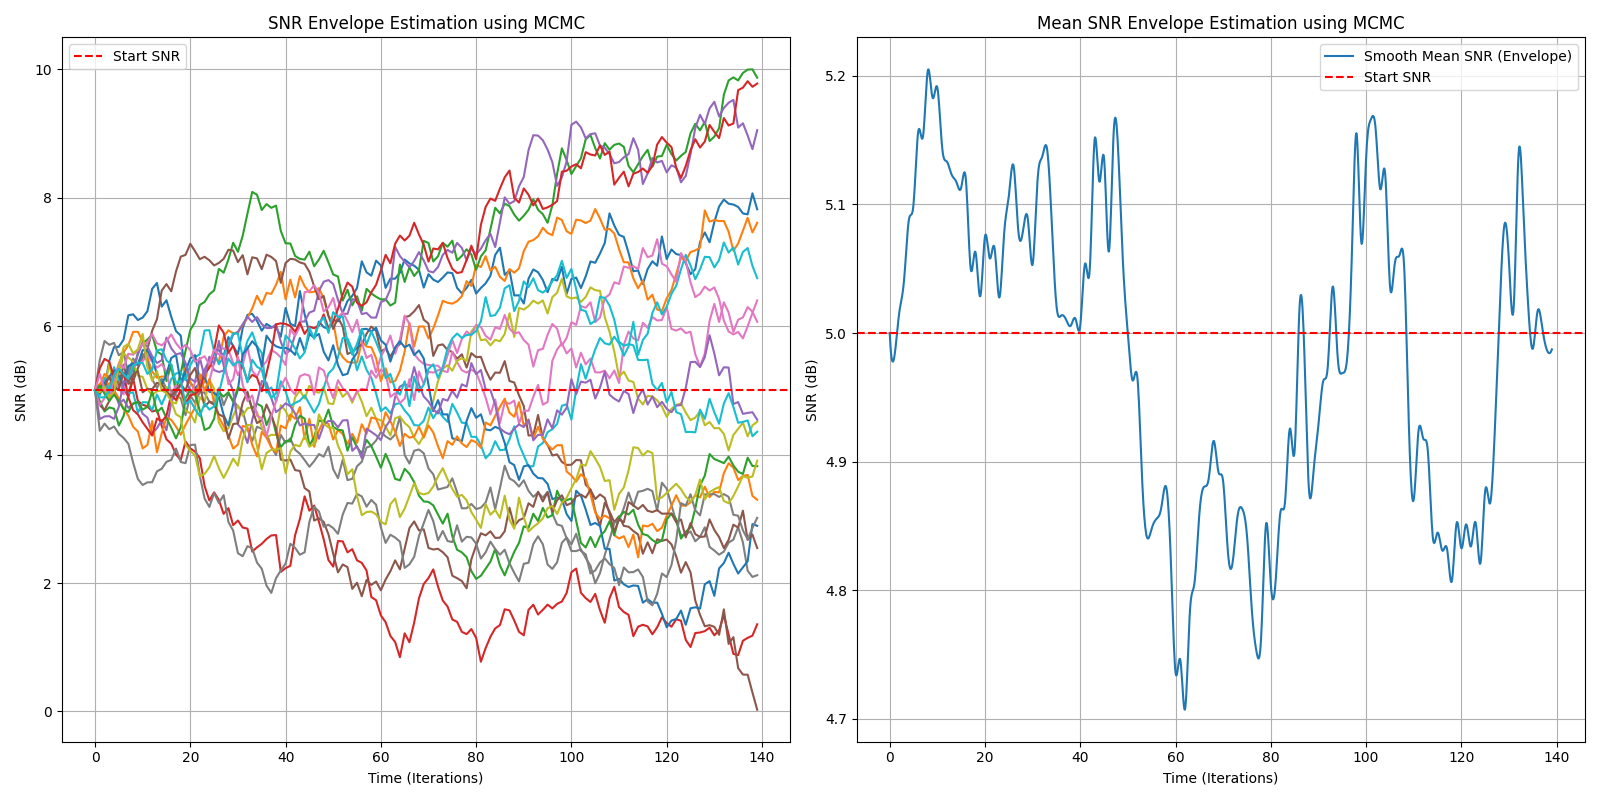 SNR Envelope Estimation using MCMC
Start SNR
SNR (dB)
10
8
6
4
2
0
0 20 40 60 80 100 120 140
Time (Iterations)
Mean SNR Envelope Estimation using MCMC
Smooth Mean SNR (Envelope)
Start SNR
SNR (dB)
5.2
5.1
5.0
4.9
4.8
4.7
0 20 40 60 80 100 120 140
Time (Iterations)